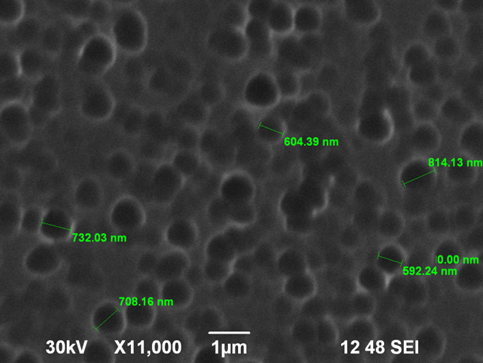 604.39 nm
814.13 nm
732.03 nm
0.00 nm
592.24 nm
708.16 nm
30kV X11,000 1µm 12 48 SEI